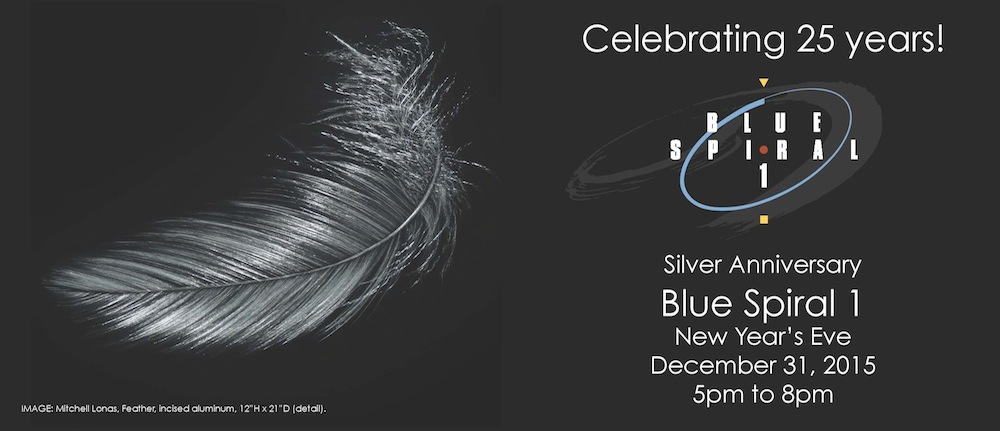 Celebrating 25 years!
BLUE
SPIRAL
1
Silver Anniversary
Blue Spiral 1
New Year's Eve
December 31, 2015
5pm to 8pm
IMAGE: Mitchell Lonas, Feather, incised aluminum, 12"H x 21"D (detail).